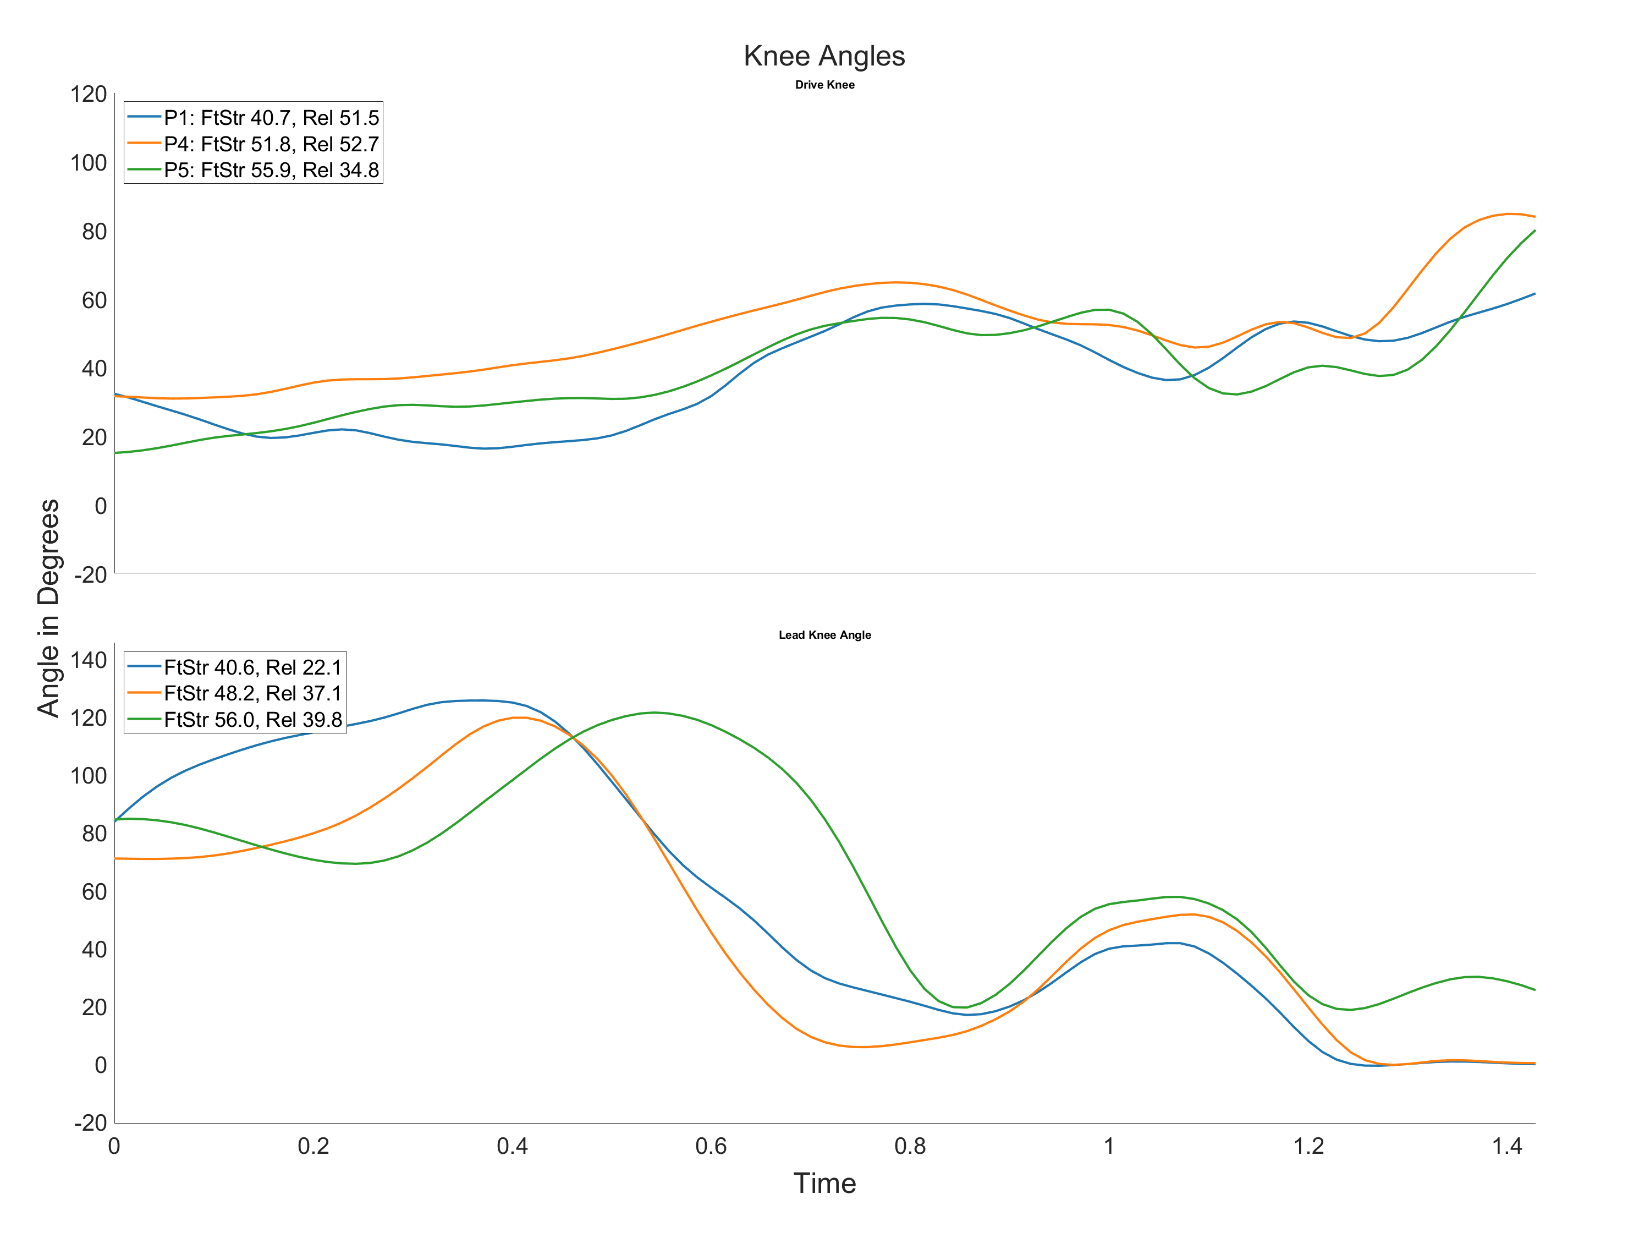 Knee Angles
Drive Knee
120
100
80
60
40
20
0
-20
P1: FtStr 40.7, Rel 51.5
P4: FtStr 51.8, Rel 52.7
P5: FtStr 55.9, Rel 34.8
Angle in Degrees
Lead Knee Angle
140
120
100
80
60
40
20
0
-20
FtStr 40.6, Rel 22.1
FtStr 48.2, Rel 37.1
FtStr 56.0, Rel 39.8
0 0.2 0.4 0.6 0.8 1 1.2 1.4
Time